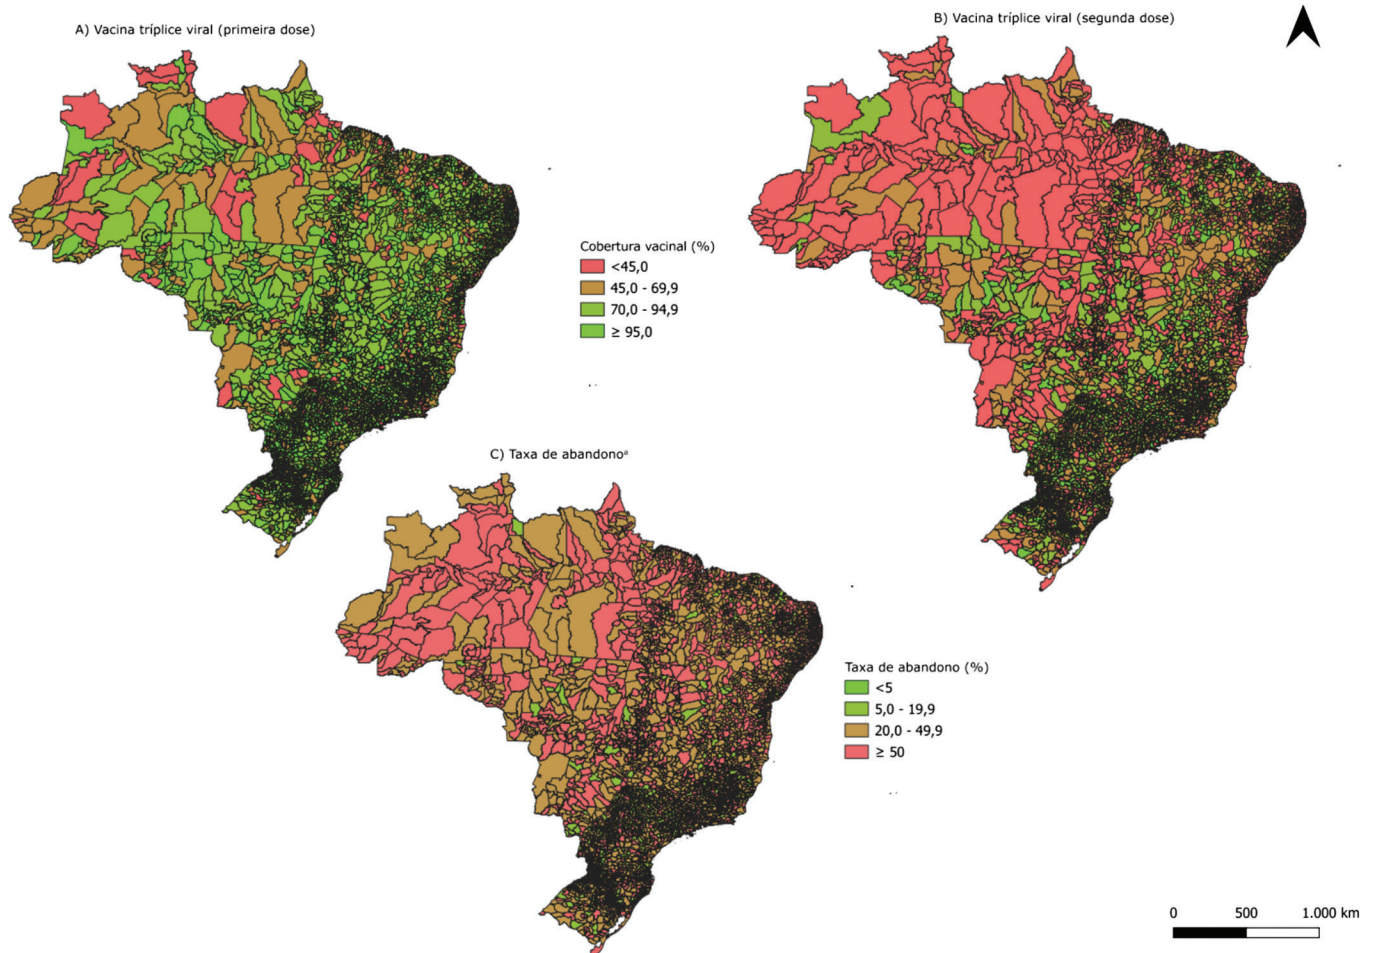 A) Vacina tríplice viral (primeira dose)
B) Vacina tríplice viral (segunda dose)
Cobertura vacinal (%)
<45,0
45,0 - 69,9
70,0 - 94,9
≥ 95,0
C) Taxa de abandonoᵃ
Taxa de abandono (%)
<5
5,0 - 19,9
20,0 - 49,9
≥ 50
0 500 1.000 km